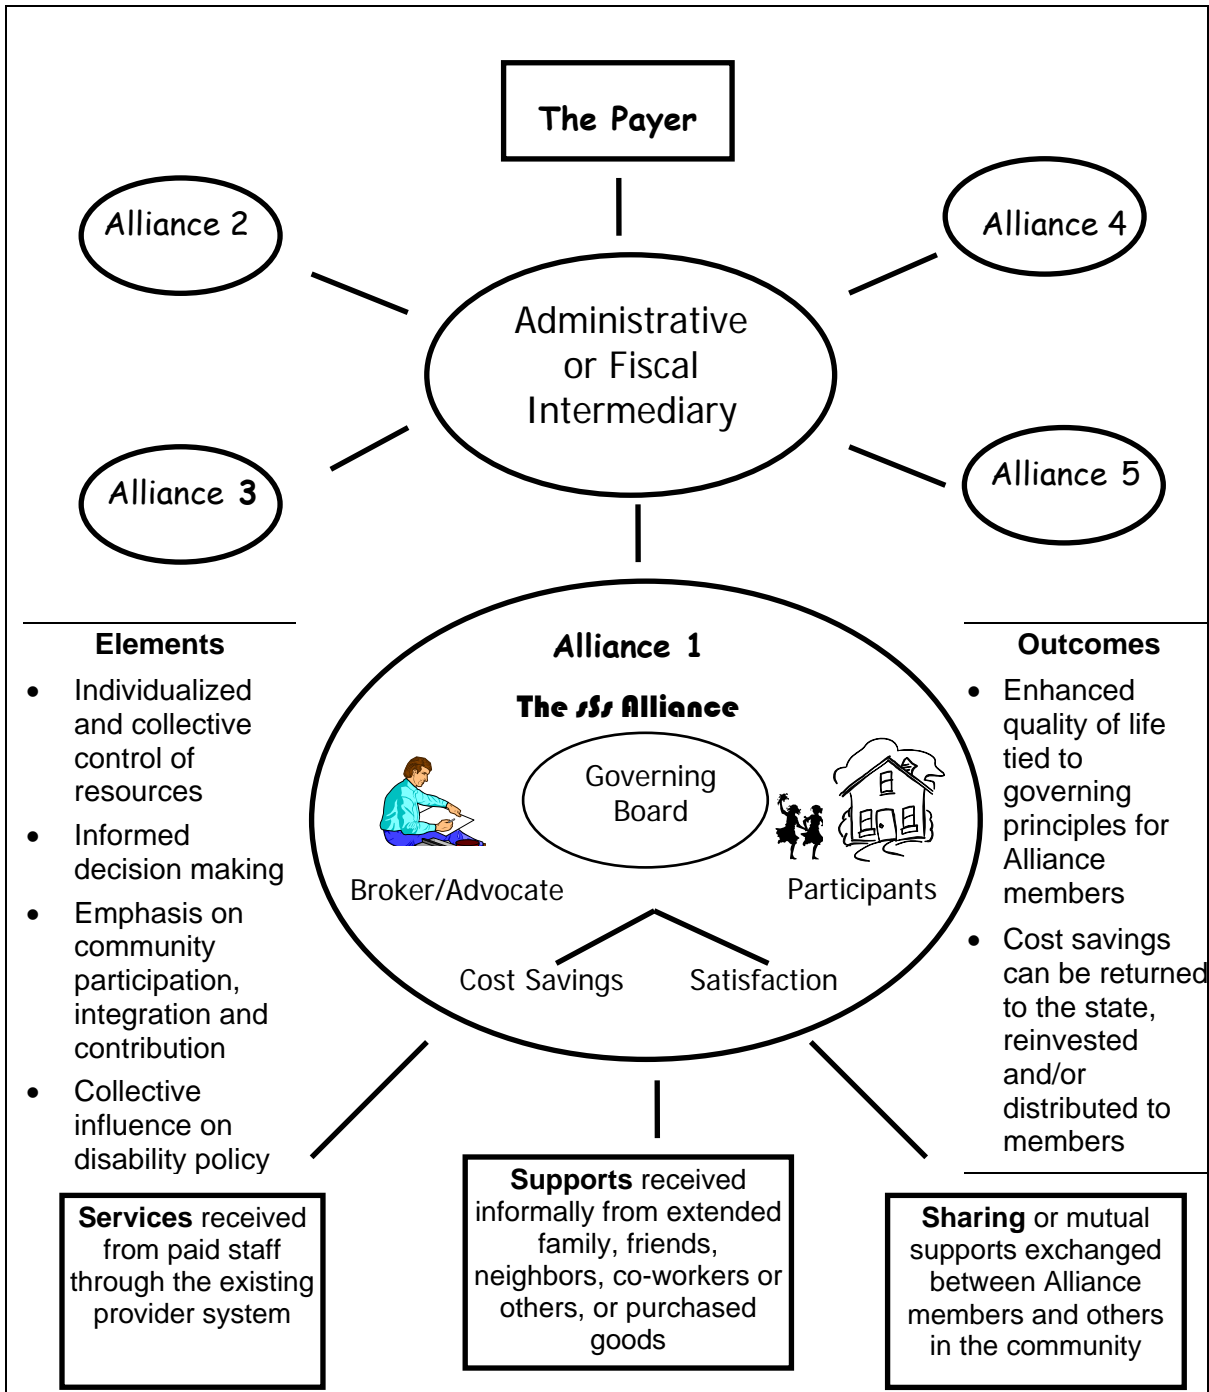 The Payer
Alliance 2
Alliance 4
Administrative
or Fiscal
Intermediary
Alliance 3
Alliance 5
Elements
• Individualized
and collective
control of
resources
• Informed
decision making
• Emphasis on
community
participation,
integration and
contribution
• Collective
influence on
disability policy
Alliance 1
The sSs Alliance
Governing
Board
Broker/Advocate
Participants
Cost Savings
Satisfaction
Outcomes
• Enhanced
quality of life
tied to
governing
principles for
Alliance
members
• Cost savings
can be returned
to the state,
reinvested
and/or
distributed to
members
Services received
from paid staff
through the existing
provider system
Supports received
informally from extended
family, friends,
neighbors, co-workers or
others, or purchased
goods
Sharing or mutual
supports exchanged
between Alliance
members and others
in the community